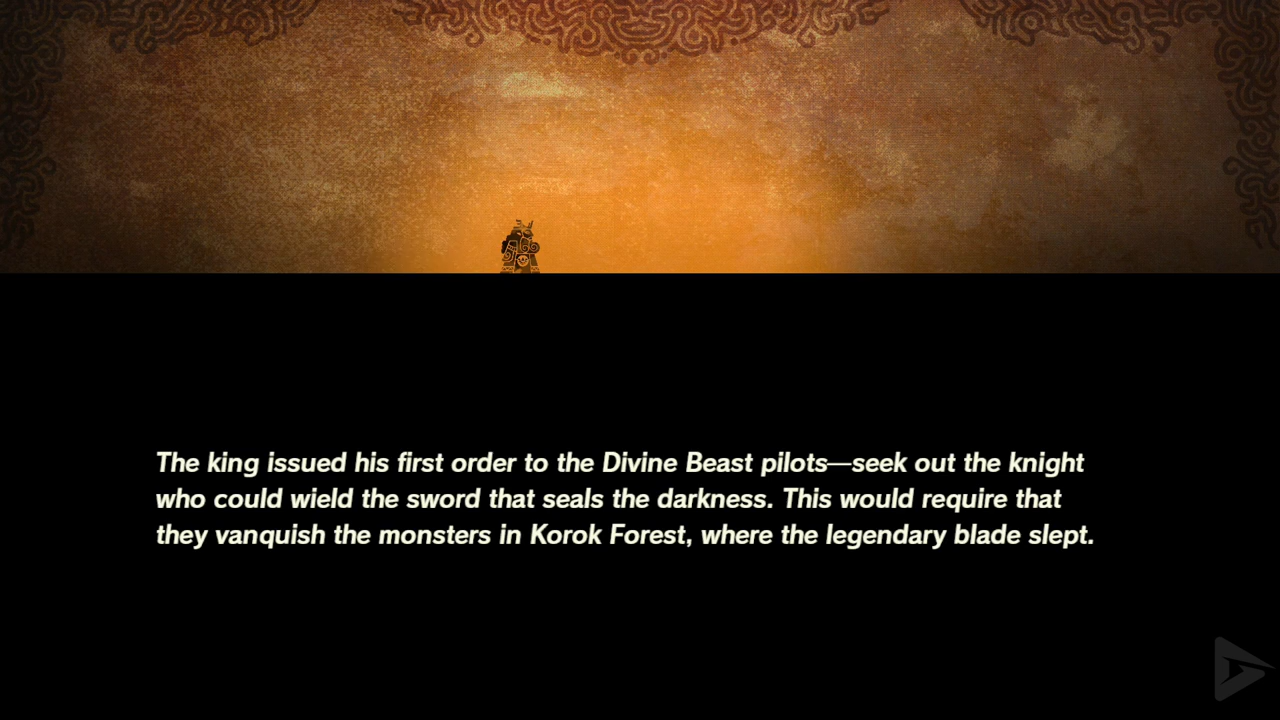 The king issued his first order to the Divine Beast pilots—seek out the knight
who could wield the sword that seals the darkness. This would require that
they vanquish the monsters in Korok Forest, where the legendary blade slept.